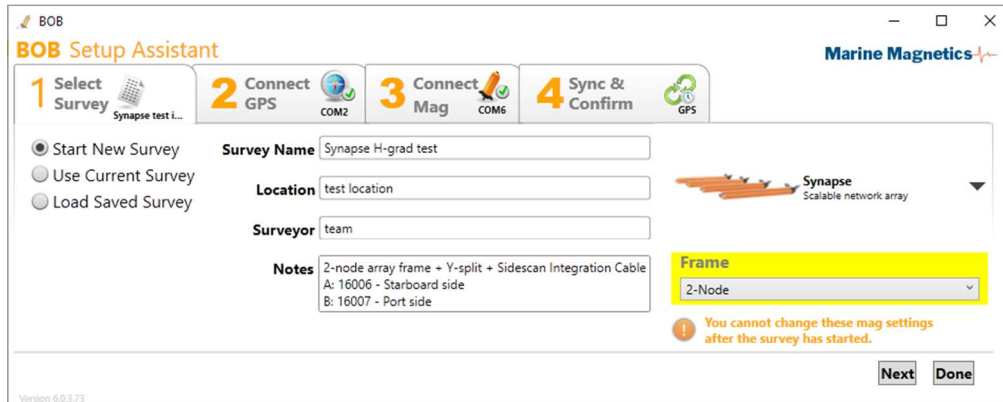 BOB
BOB Setup Assistant
Marine Magnetics
1 Select Survey
Synapse test i...
2 Connect GPS
COM2
3 Connect Mag
COM6
4 Sync & Confirm
GPS
Start New Survey
Use Current Survey
Load Saved Survey
Survey Name Synapse H-grad test
Location test location
Surveyor team
Notes 2-node array frame + Y-split + Sidescan Integration Cable
A: 16006 - Starboard side
B: 16007 - Port side
Synapse
Scalable network array
Frame
2-Node
! You cannot change these mag settings
after the survey has started.
Next Done
Version 6.0.3.73